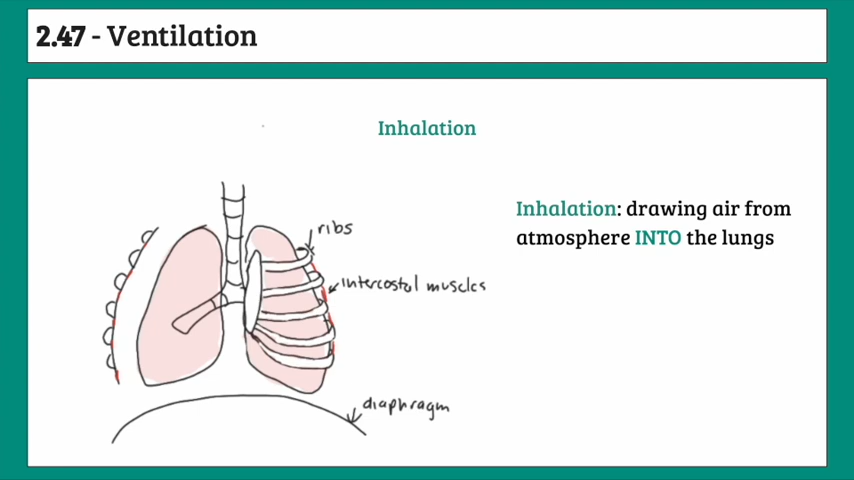 2.47 - Ventilation
Inhalation
Inhalation: drawing air from
atmosphere INTO the lungs
ribs
intercostal muscles
diaphragm